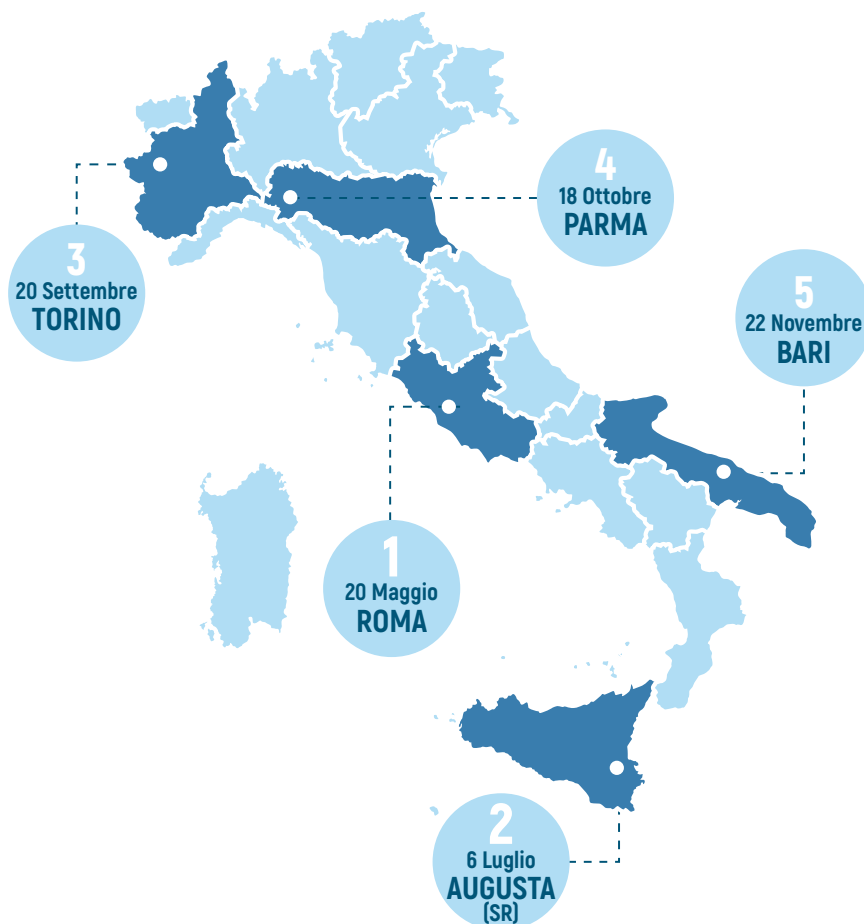 4
18 Ottobre
PARMA
3
20 Settembre
TORINO
5
22 Novembre
BARI
1
20 Maggio
ROMA
2
6 Luglio
AUGUSTA
(SR)